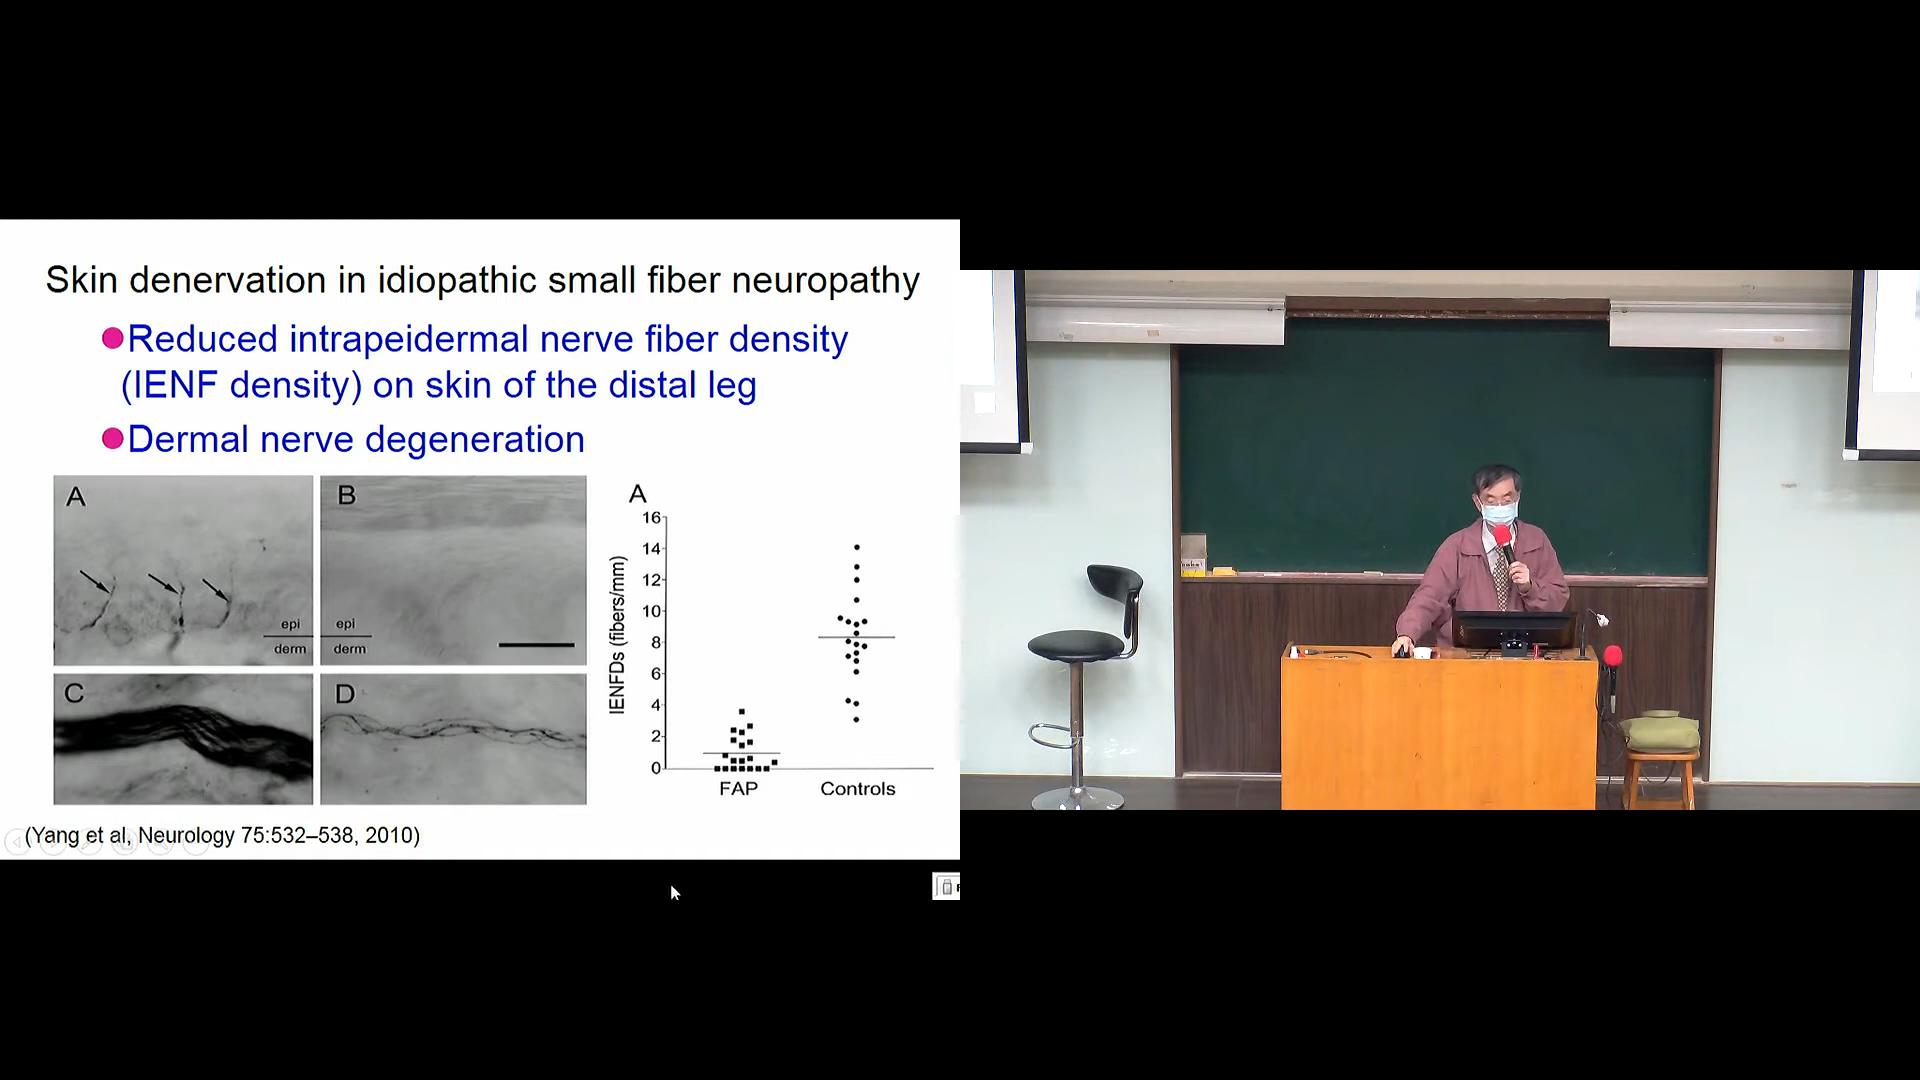 Skin denervation in idiopathic small fiber neuropathy
Reduced intrapeidermal nerve fiber density
(IENF density) on skin of the distal leg
Dermal nerve degeneration
A
epi
derm
B
epi
derm
C
D
A
IENFDs (fibers/mm)
16
14
12
10
8
6
4
2
0
FAP
Controls
(Yang et al, Neurology 75:532–538, 2010)